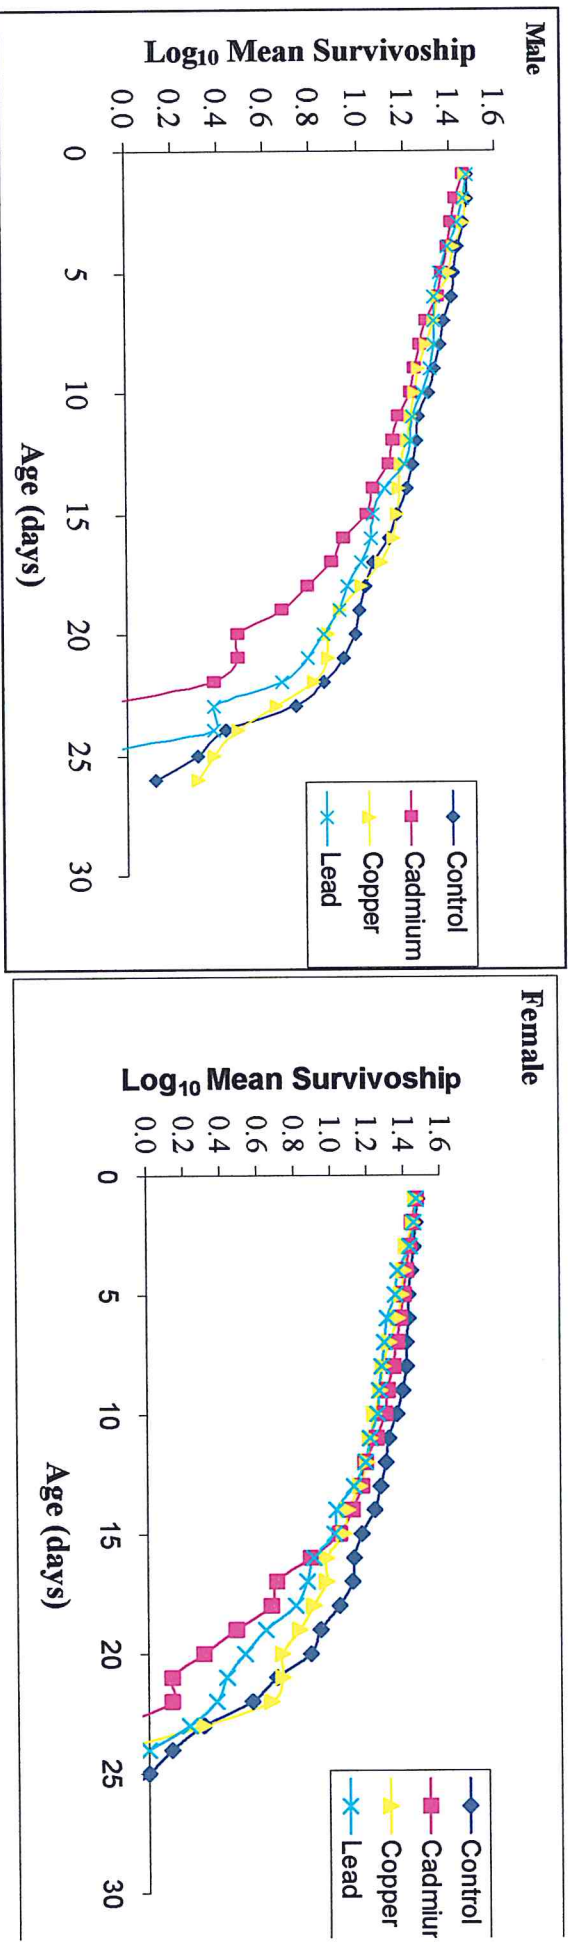 Male
Log10 Mean Survivoship
1.6
1.4
1.2
1.0
0.8
0.6
0.4
0.2
0.0
0 5 10 15 20 25 30
Age (days)
Control
Cadmium
Copper
Lead
Female
Log10 Mean Survivoship
1.6
1.4
1.2
1.0
0.8
0.6
0.4
0.2
0.0
0 5 10 15 20 25 30
Age (days)
Control
Cadmiur
Copper
Lead